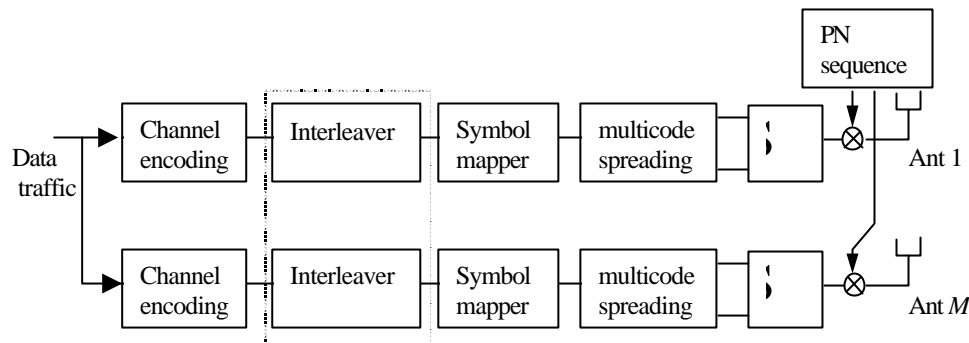 PN
sequence
Channel
encoding
Interleaver
Symbol
mapper
multicode
spreading
Data
traffic
Ant 1
Channel
encoding
Interleaver
Symbol
mapper
multicode
spreading
Ant M